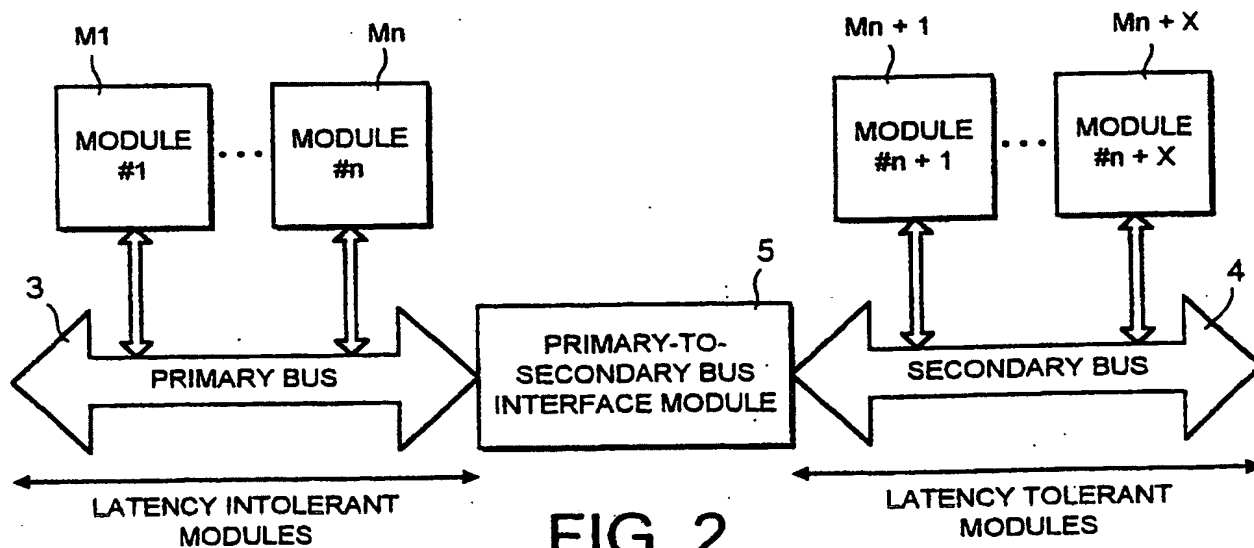 M1
Mn
Mn + 1
Mn + X
MODULE
#1
MODULE
#n
MODULE
#n + 1
MODULE
#n + X
3
5
4
PRIMARY BUS
PRIMARY-TO-
SECONDARY BUS
INTERFACE MODULE
SECONDARY BUS
LATENCY INTOLERANT
MODULES
LATENCY TOLERANT
MODULES
FIG. 2